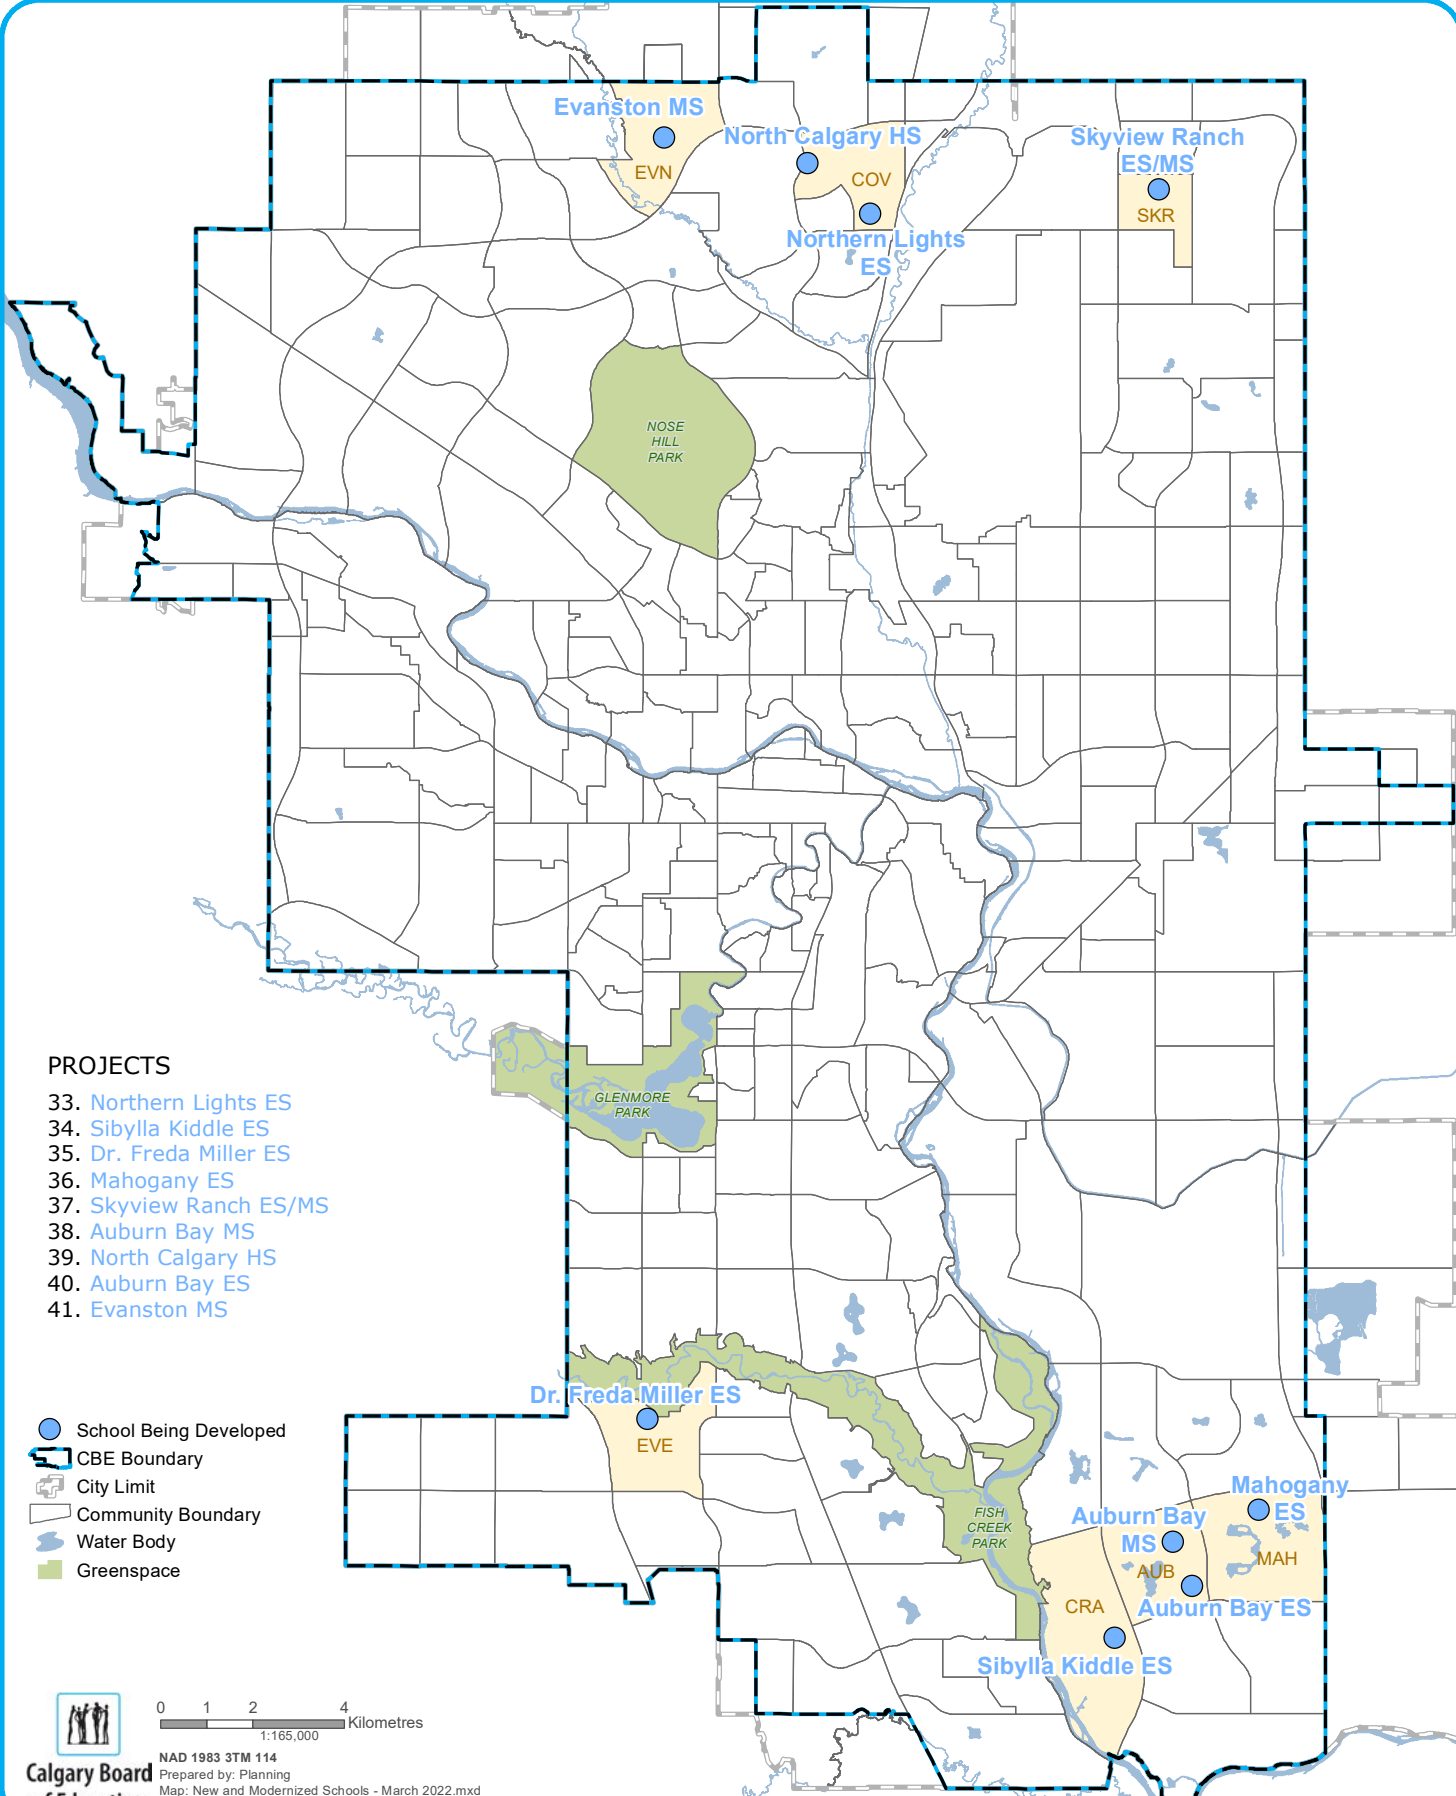 Evanston MS
EVN
North Calgary HS
COV
Northern Lights
ES
Skyview Ranch
ES/MS
SKR
NOSE
HILL
PARK
GLENMORE
PARK
PROJECTS
33. Northern Lights ES
34. Sibylla Kiddle ES
35. Dr. Freda Miller ES
36. Mahogany ES
37. Skyview Ranch ES/MS
38. Auburn Bay MS
39. North Calgary HS
40. Auburn Bay ES
41. Evanston MS
Dr. Freda Miller ES
EVE
FISH
CREEK
PARK
Mahogany
ES
MAH
Auburn Bay
MS
AUB
Auburn Bay ES
CRA
Sibylla Kiddle ES
School Being Developed
CBE Boundary
City Limit
Community Boundary
Water Body
Greenspace
0 1 2 4
Kilometres
1:165,000
NAD 1983 3TM 114
Prepared by: Planning
Map: New and Modernized Schools - March 2022.mxd
Calgary Board
of Education